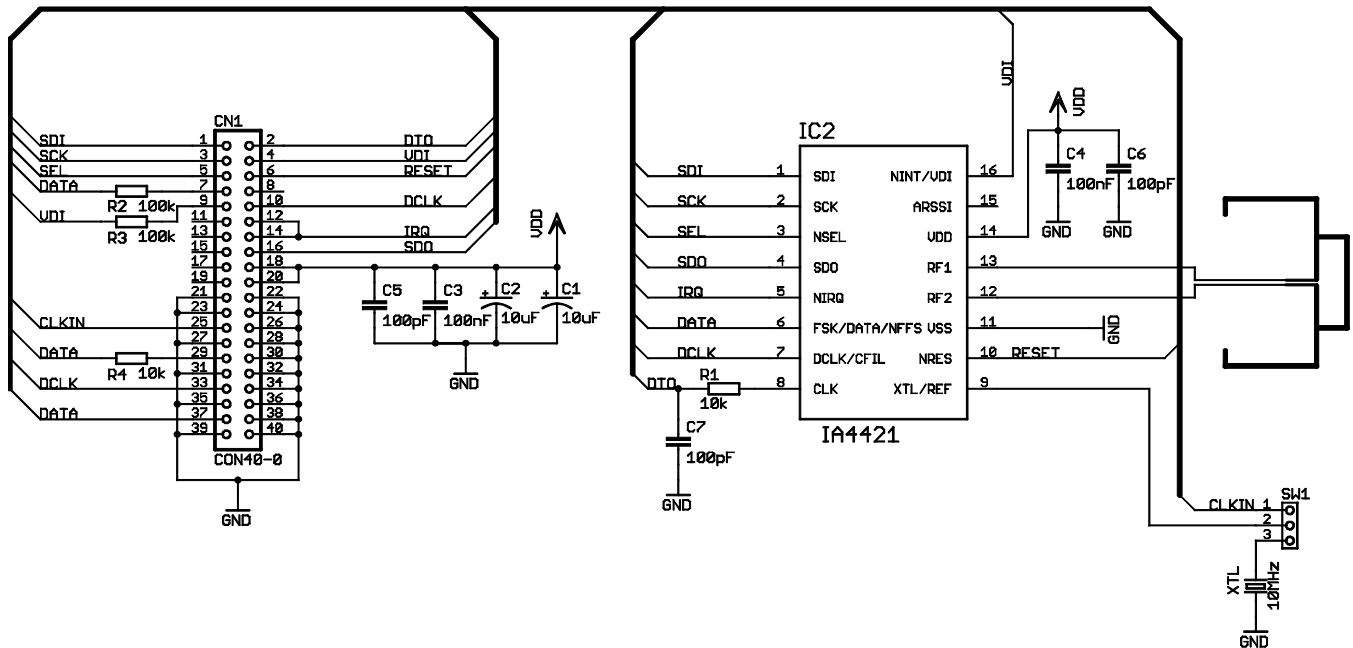 CN1
SDI 1 2 DTO
SCK 3 4 VDI
SEL 5 6 RESET
DATA 7 8
R2 100k
9 10 DCLK
VDI 11 12
R3 100k
13 14 IRQ
15 16 SDO
17 18
19 20
21 22
23 24
CLKIN 25 26
27 28
DATA 29 30
R4 10k
31 32
DCLK 33 34
35 36
DATA 37 38
39 40
CON40-0
GND
VDD
C5 100pF
C3 100nF
+ C2 10uF
+ C1 10uF
GND
VDI
IC2
SDI 1 SDI
SCK 2 SCK
SEL 3 NSEL
SDO 4 SDO
IRQ 5 NIRQ
DATA 6 FSK/DATA/NFFS
DCLK 7 DCLK/CFIL
DTO R1 10k 8 CLK
NINT/VDI 16
ARSSI 15
VDD 14
RF1 13
RF2 12
VSS 11 GND
NRES 10 RESET
XTL/REF 9
IA4421
C7 100pF
GND
VDD
C4 100nF
C6 100pF
GND
GND
SW1
CLKIN 1
2
3
XTL
10MHz
GND